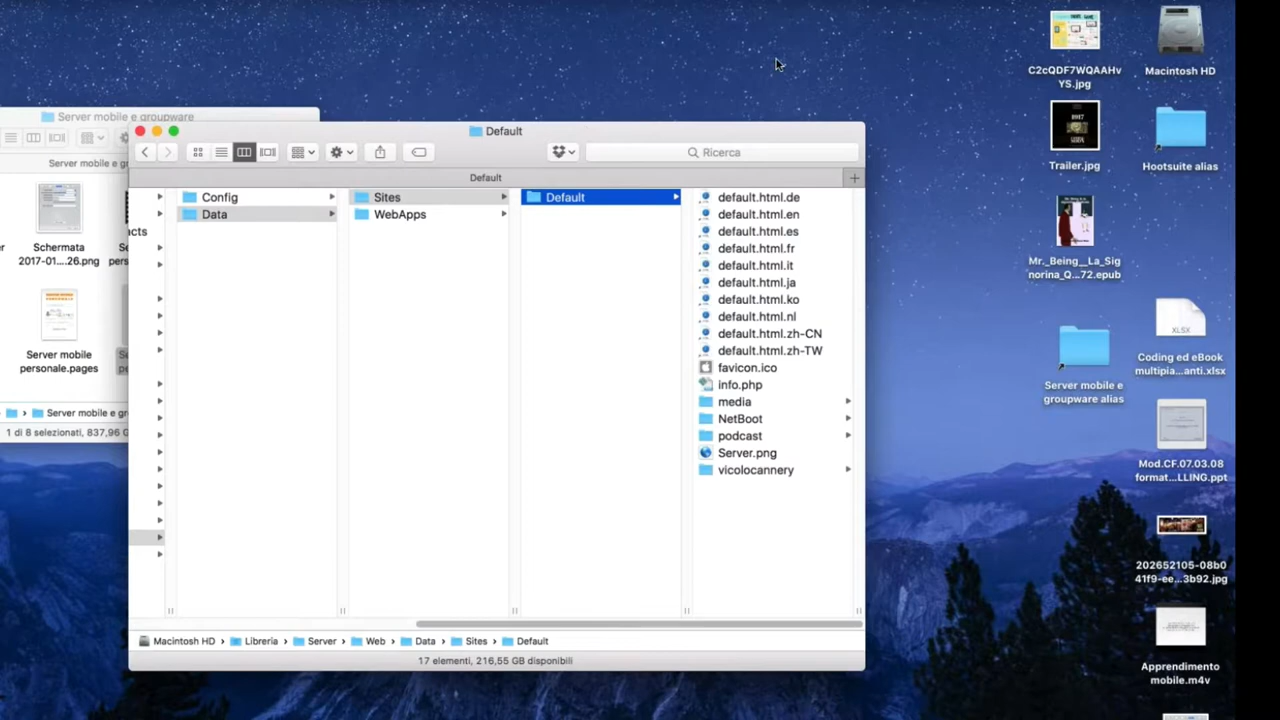 Server mobile e groupware
Server mobile e gr
Schermata
2017-01....26.png
Server mobile
personale.pages
Server mobile e gr
1 di 8 selezionati, 837,96 G
Default
Ricerca
Default
+
Config
Data
Sites
WebApps
Default
default.html.de
default.html.en
default.html.es
default.html.fr
default.html.it
default.html.ja
default.html.ko
default.html.nl
default.html.zh-CN
default.html.zh-TW
favicon.ico
info.php
media
NetBoot
podcast
Server.png
vicolocannery
Macintosh HD › Libreria › Server › Web › Data › Sites › Default
17 elementi, 216,55 GB disponibili
C2cQDF7WQAAHv
YS.jpg
Macintosh HD
Trailer.jpg
Hootsuite alias
Mr._Being__La_Sig
norina_Q...72.epub
XLSX
Coding ed eBook
multipia...anti.xlsx
Server mobile e
groupware alias
Mod.CF.07.03.08
format...LLING.ppt
202652105-08b0
41f9-ee...3b92.jpg
Apprendimento
mobile.m4v